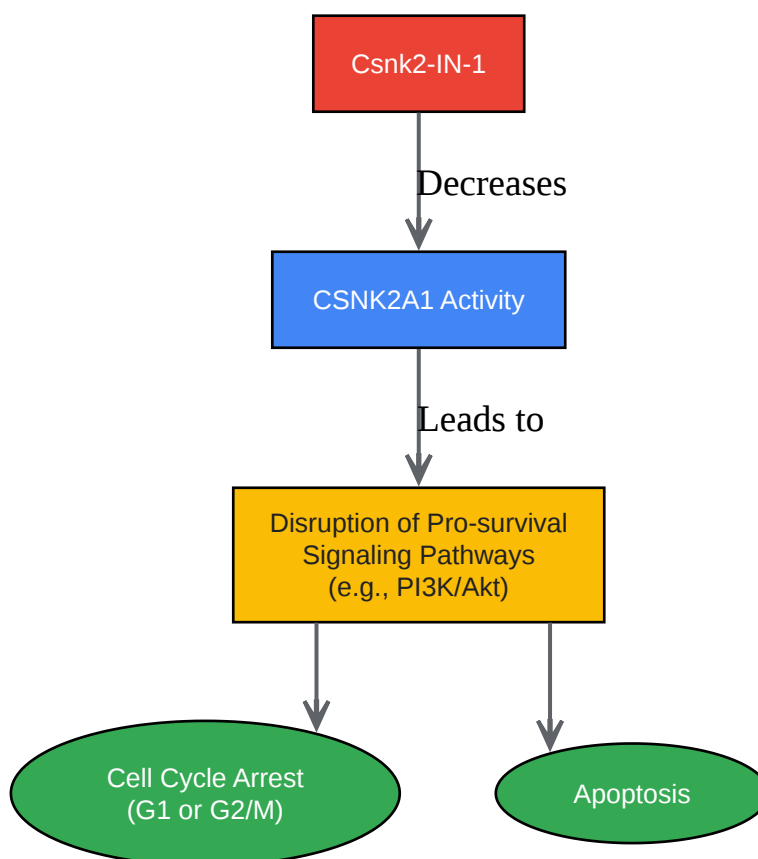 Csnk2-IN-1
Decreases
CSNK2A1 Activity
Leads to
Disruption of Pro-survival
Signaling Pathways
(e.g., PI3K/Akt)
Cell Cycle Arrest
(G1 or G2/M)
Apoptosis